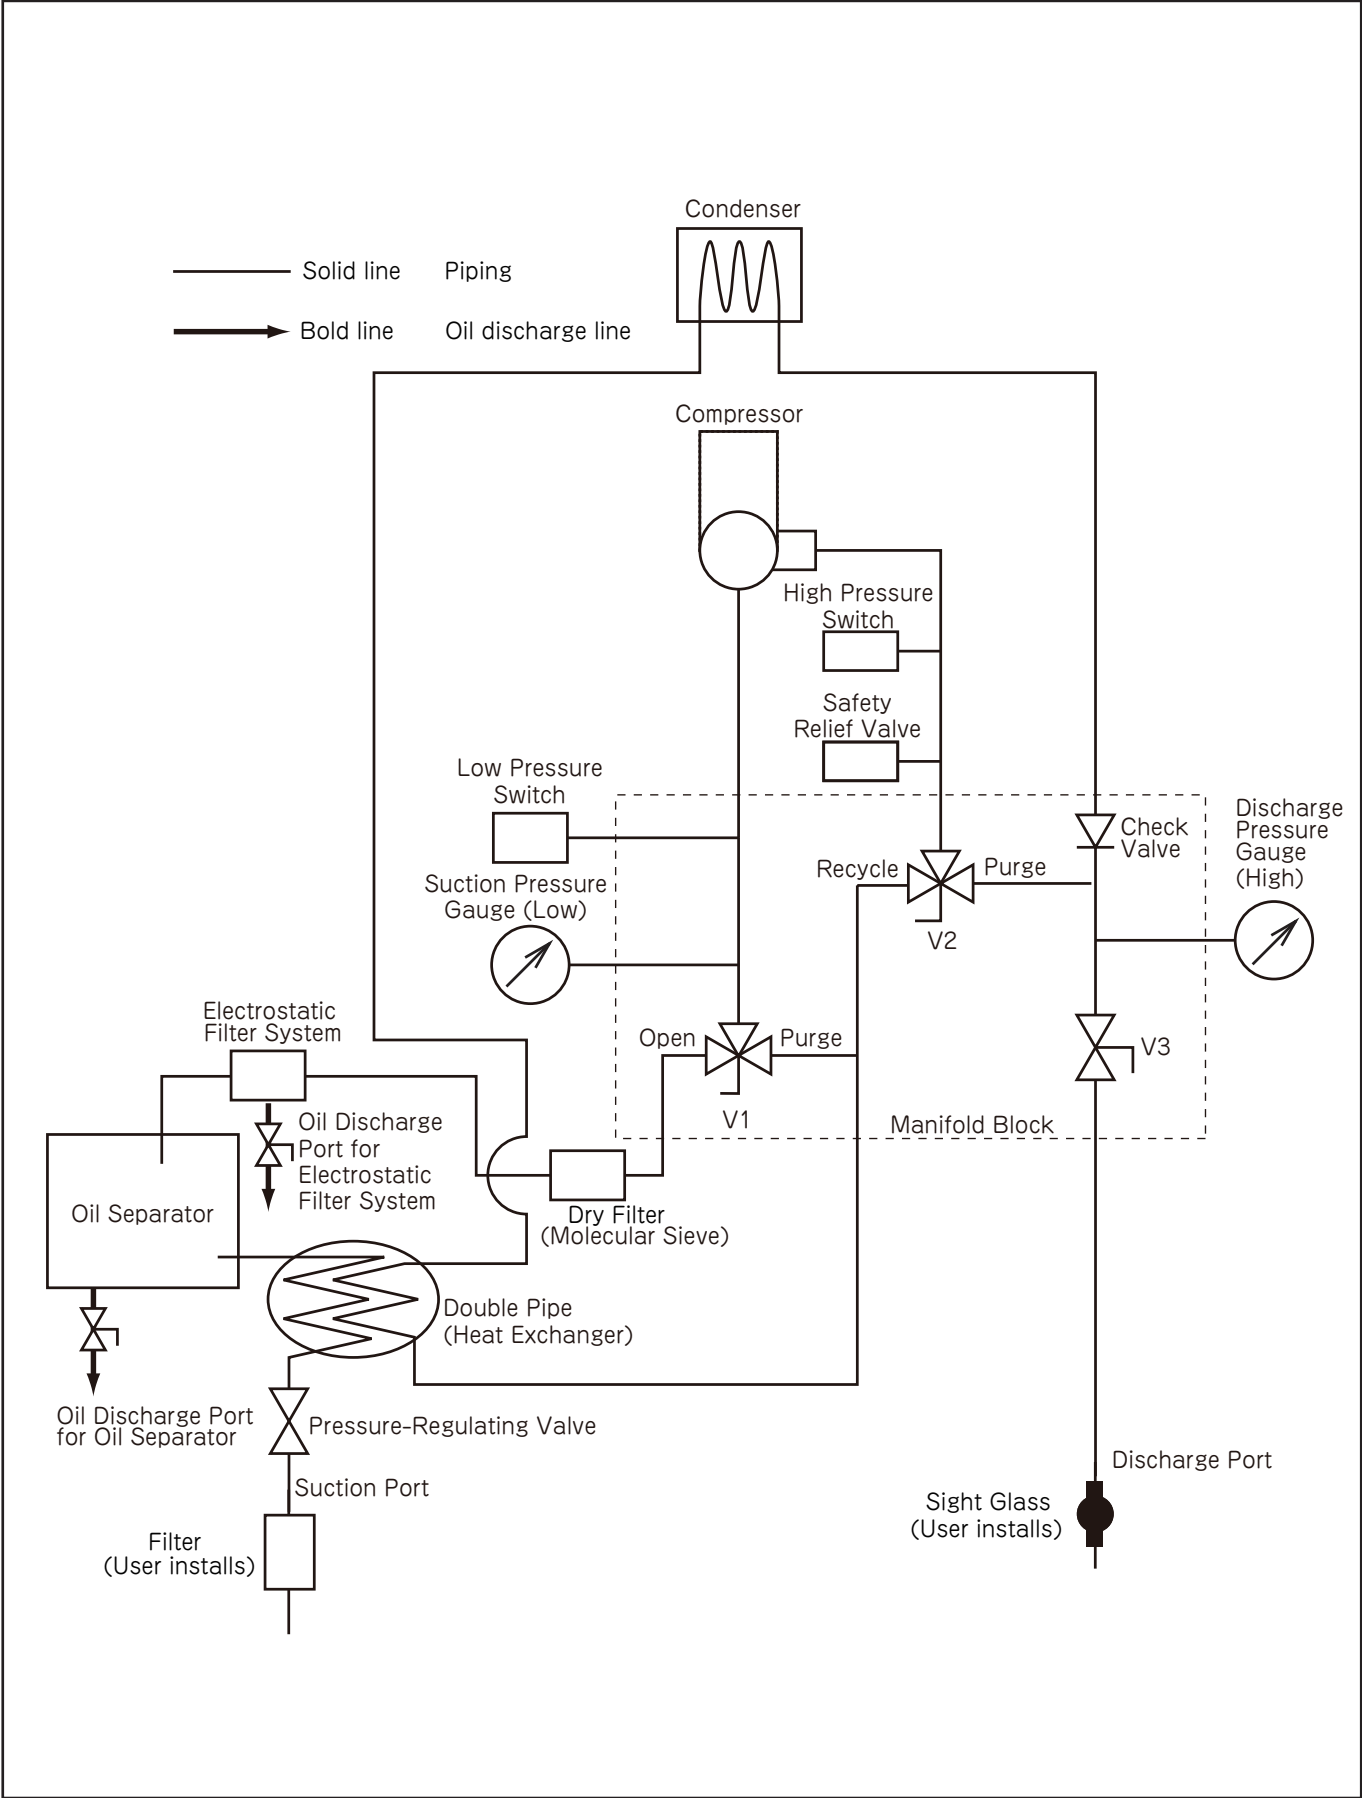 Condenser
Solid line Piping
Bold line Oil discharge line
Compressor
High Pressure
Switch
Safety
Relief Valve
Low Pressure
Switch
Discharge
Pressure
Gauge
(High)
Check
Valve
Recycle
Purge
Suction Pressure
Gauge (Low)
V2
Electrostatic
Filter System
Open
Purge
V3
V1
Manifold Block
Oil Discharge
Port for
Electrostatic
Filter System
Oil Separator
Dry Filter
(Molecular Sieve)
Double Pipe
(Heat Exchanger)
Oil Discharge Port
for Oil Separator
Pressure-Regulating Valve
Discharge Port
Suction Port
Sight Glass
(User installs)
Filter
(User installs)